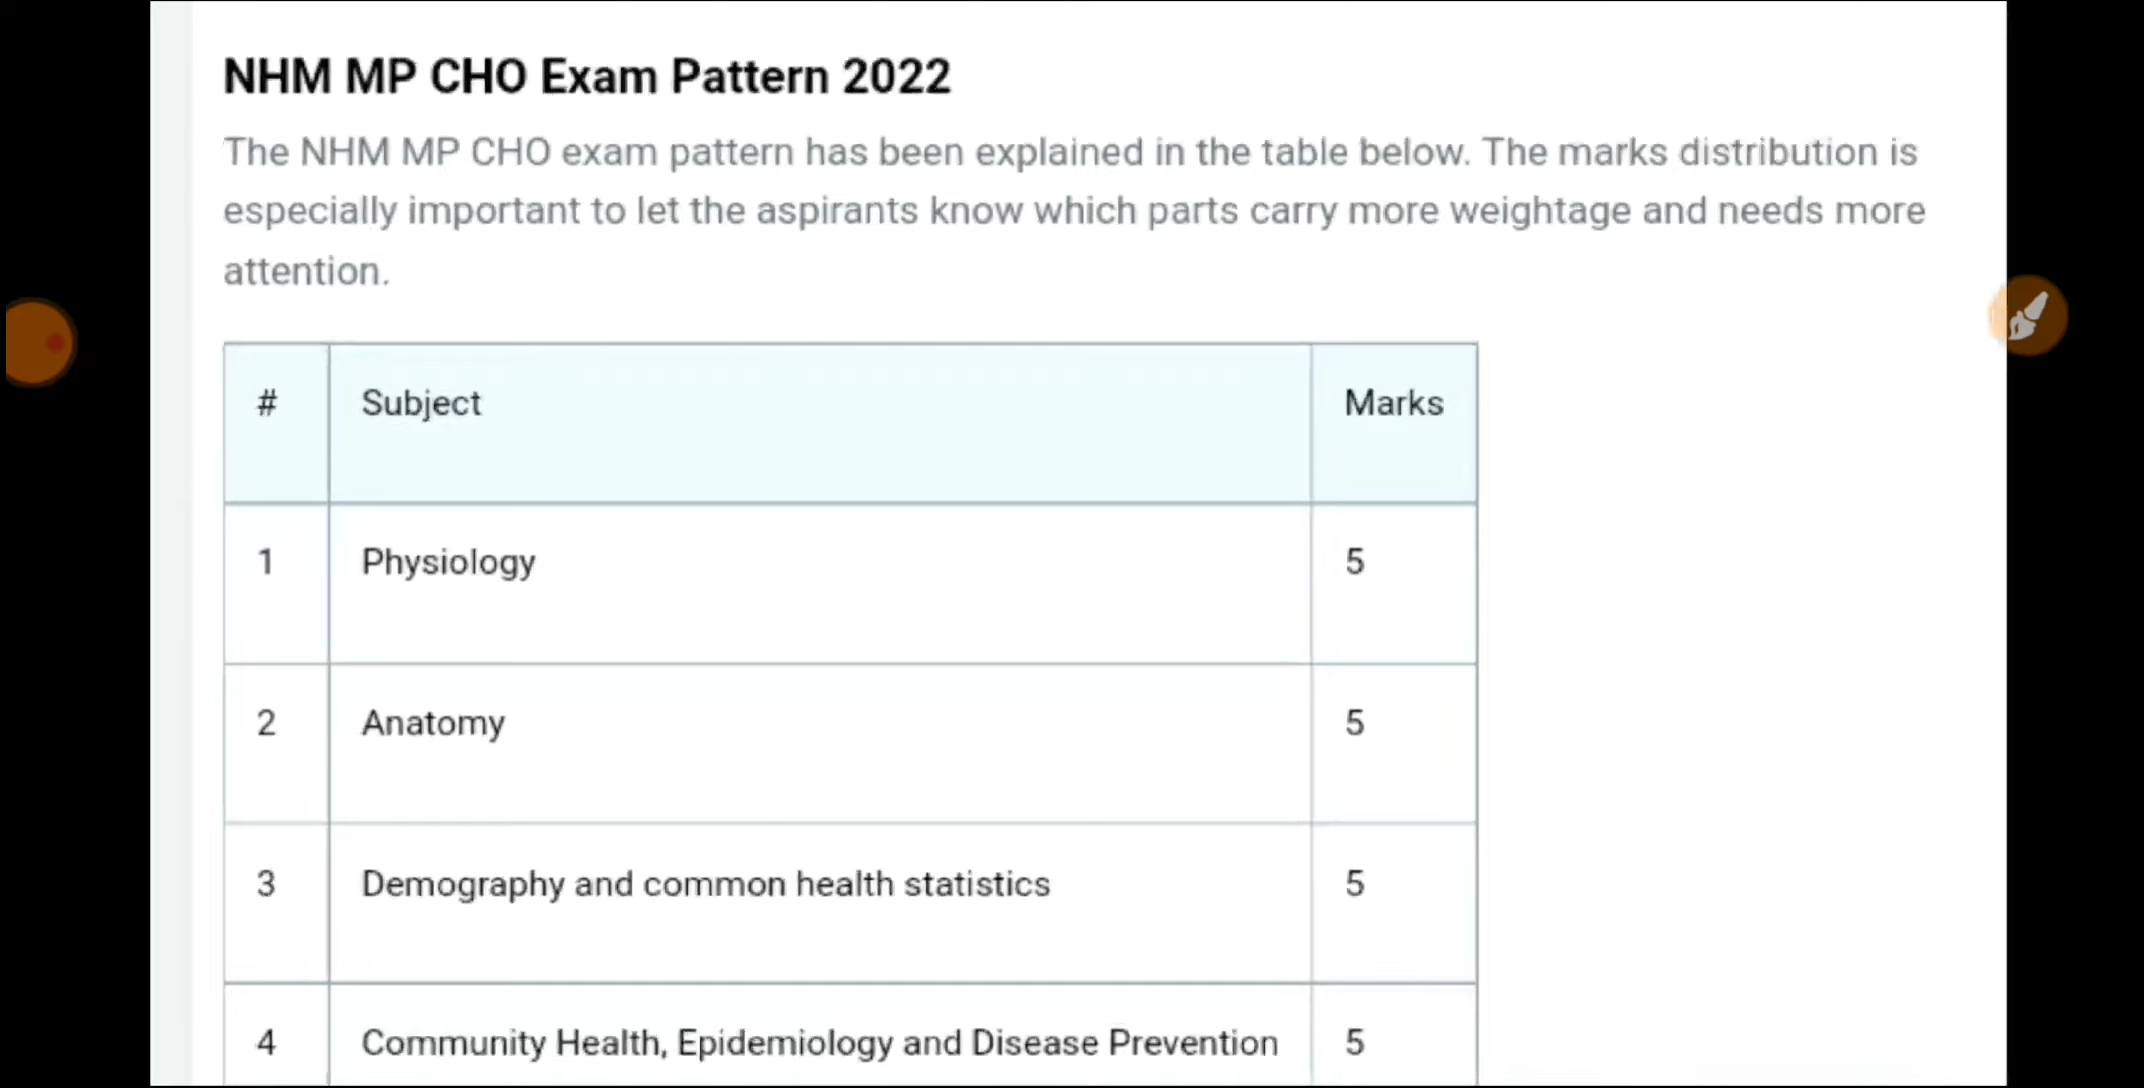 NHM MP CHO Exam Pattern 2022
The NHM MP CHO exam pattern has been explained in the table below. The marks distribution is
especially important to let the aspirants know which parts carry more weightage and needs more
attention.
# Subject Marks
1 Physiology 5
2 Anatomy 5
3 Demography and common health statistics 5
4 Community Health, Epidemiology and Disease Prevention 5